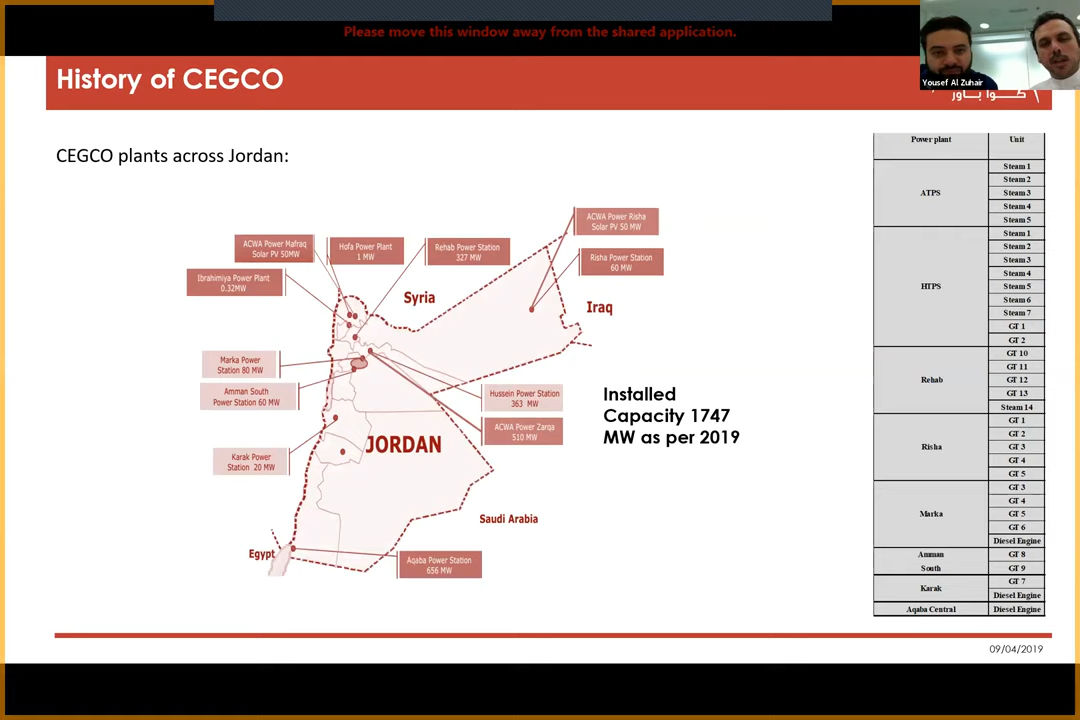 Please move this window away from the shared application.
Yousef Al Zuhair
History of CEGCO
كـــوا بـــاور
CEGCO plants across Jordan:
ACWA Power Mafraq
Solar PV 50MW
Hofa Power Plant
1 MW
Rehab Power Station
327 MW
ACWA Power Risha
Solar PV 50 MW
Risha Power Station
60 MW
Ibrahimiya Power Plant
0.32MW
Syria
Iraq
Marka Power
Station 80 MW
Amman South
Power Station 60 MW
Hussein Power Station
363 MW
ACWA Power Zarqa
510 MW
Karak Power
Station 20 MW
JORDAN
Saudi Arabia
Egypt
Aqaba Power Station
656 MW
Installed
Capacity 1747
MW as per 2019
Power plant Unit
ATPS
Steam 1
Steam 2
Steam 3
Steam 4
Steam 5
HTPS
Steam 1
Steam 2
Steam 3
Steam 4
Steam 5
Steam 6
Steam 7
GT 1
GT 2
Rehab
GT 10
GT 11
GT 12
GT 13
Steam 14
Risha
GT 1
GT 2
GT 3
GT 4
GT 5
Marka
GT 3
GT 4
GT 5
GT 6
Diesel Engine
Amman South
GT 8
GT 9
Karak
GT 7
Diesel Engine
Aqaba Central Diesel Engine
09/04/2019